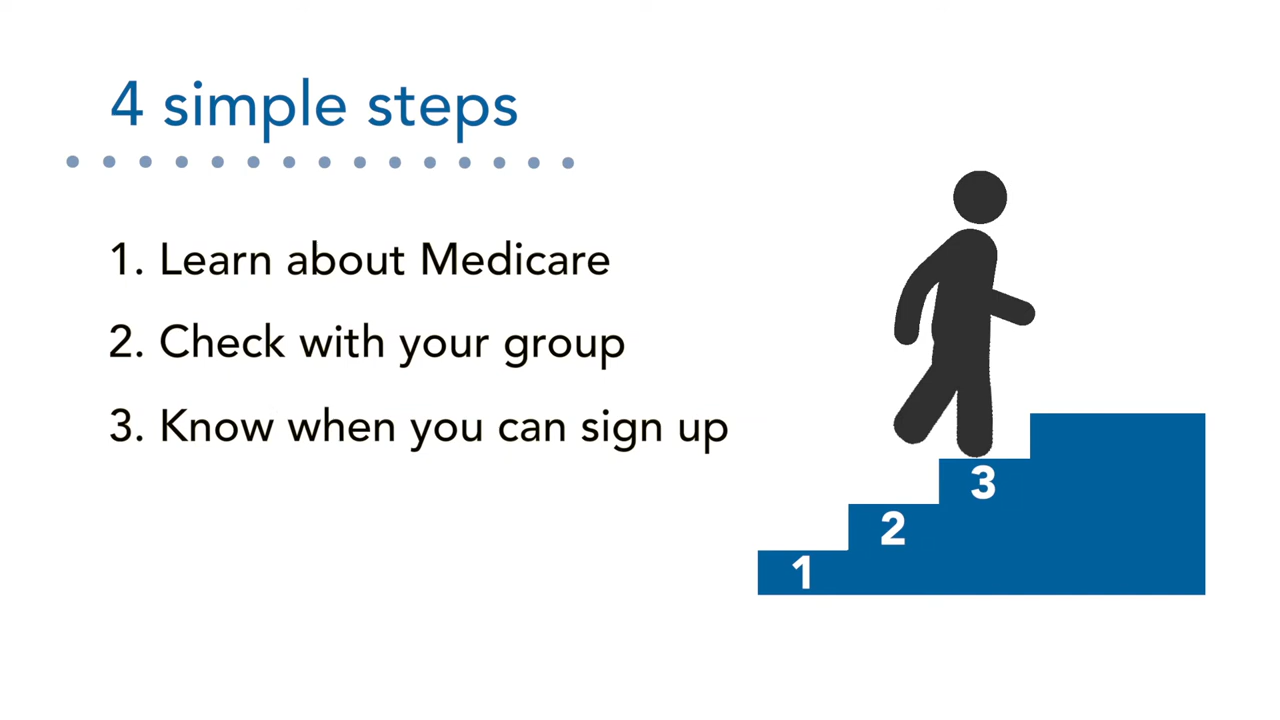 4 simple steps
1. Learn about Medicare
2. Check with your group
3. Know when you can sign up
3
2
1